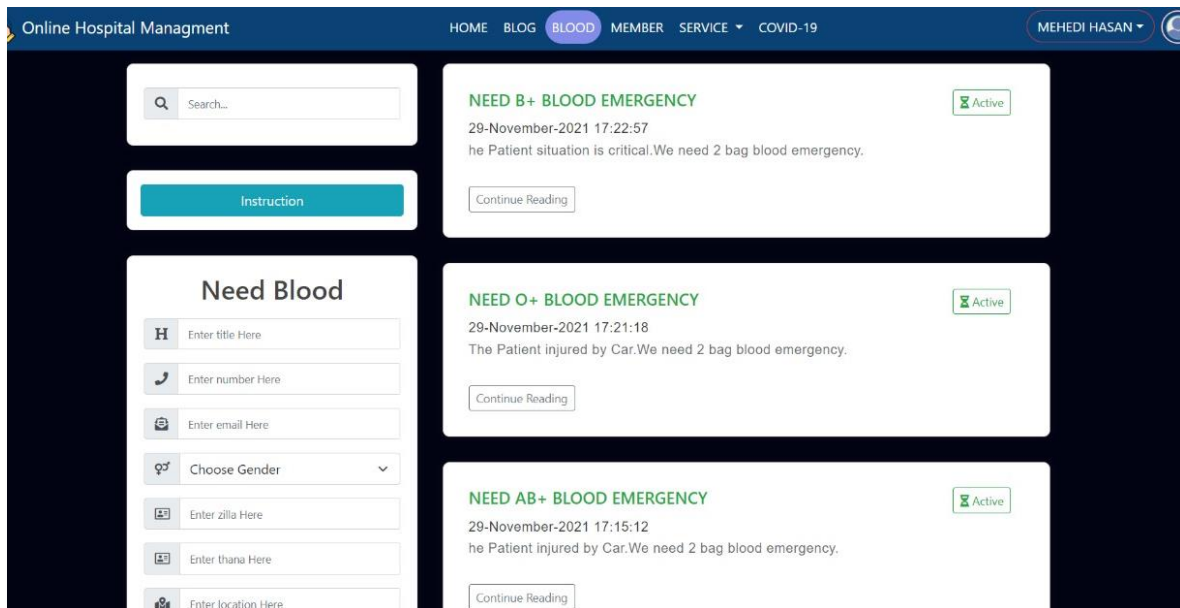 Online Hospital Managment
HOME BLOG BLOOD MEMBER SERVICE COVID-19
MEHEDI HASAN
Search...
Instruction
Need Blood
Enter title Here
Enter number Here
Enter email Here
Choose Gender
Enter zilla Here
Enter thana Here
Enter location Here
NEED B+ BLOOD EMERGENCY
Active
29-November-2021 17:22:57
he Patient situation is critical.We need 2 bag blood emergency.
Continue Reading
NEED O+ BLOOD EMERGENCY
Active
29-November-2021 17:21:18
The Patient injured by Car.We need 2 bag blood emergency.
Continue Reading
NEED AB+ BLOOD EMERGENCY
Active
29-November-2021 17:15:12
he Patient injured by Car.We need 2 bag blood emergency.
Continue Reading